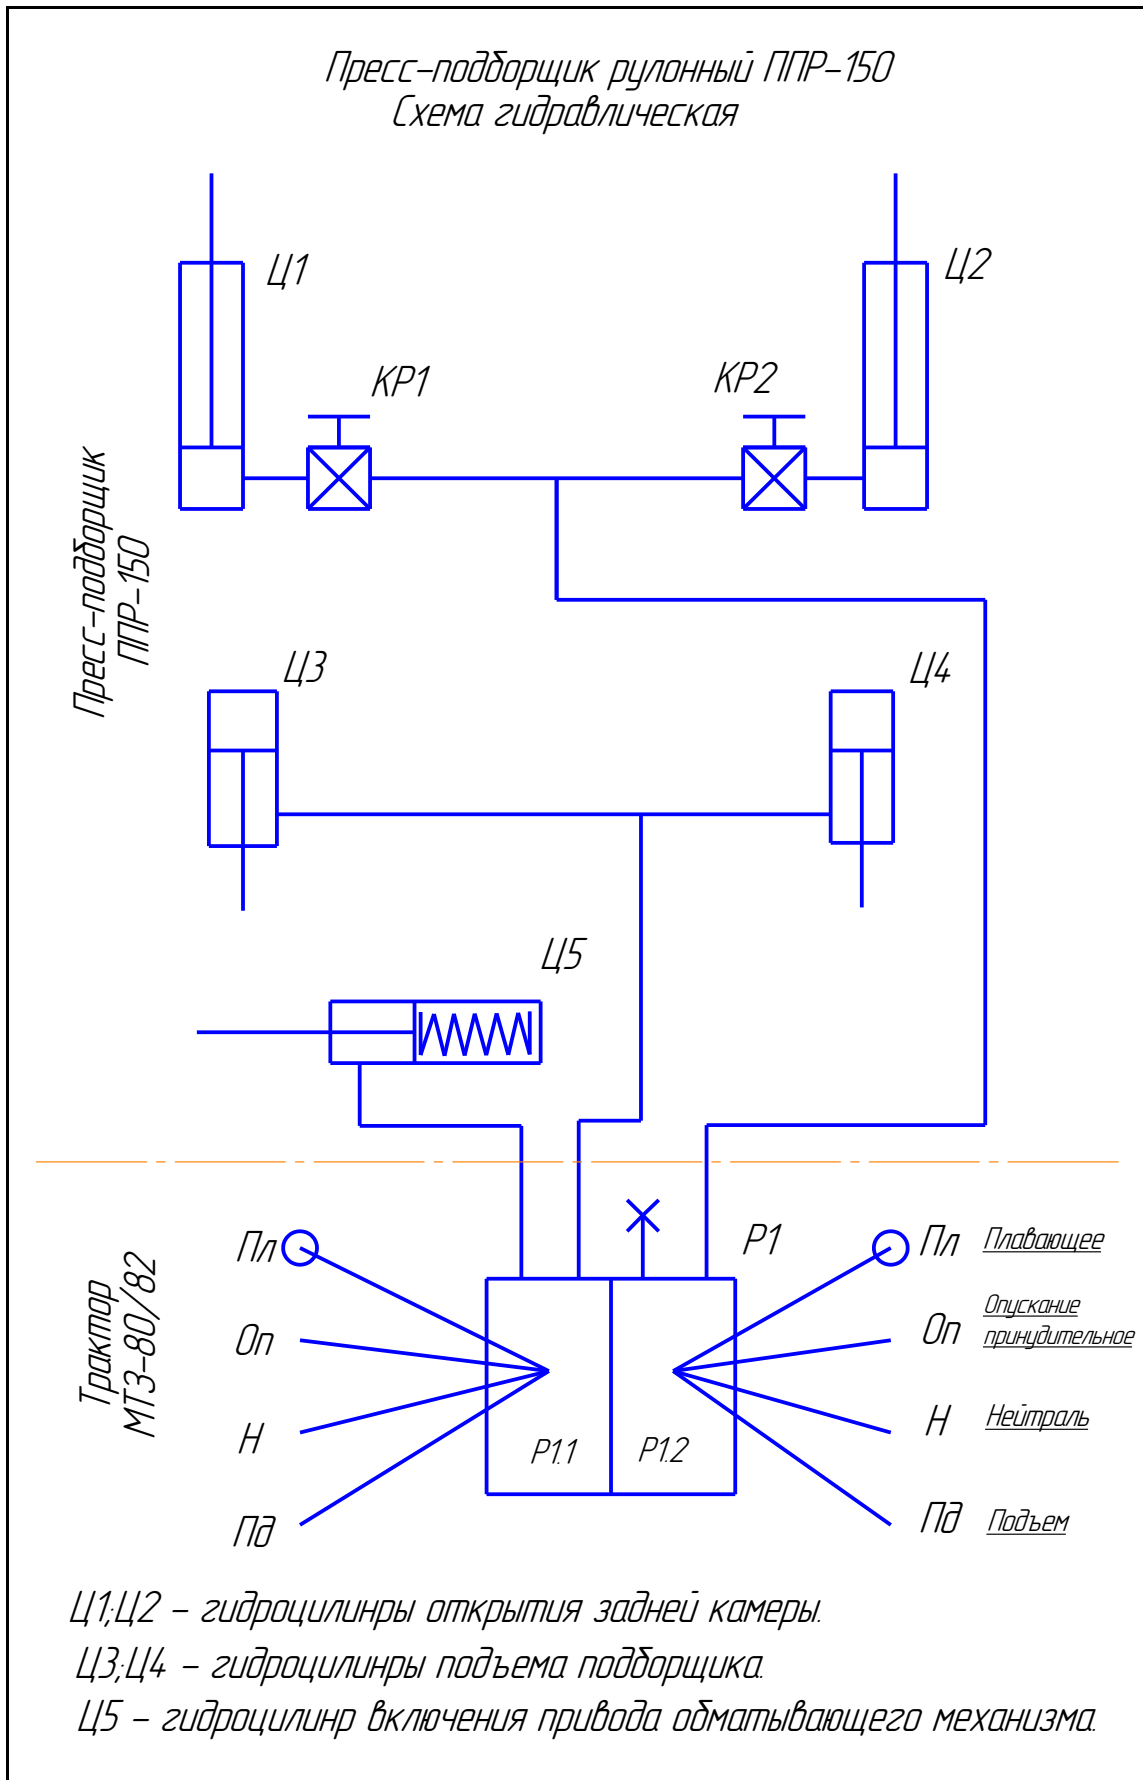 Пресс-подборщик рулонный ППР-150
Схема гидравлическая
Ц1
Ц2
КР1
КР2
Пресс-подборщик
ППР-150
Ц3
Ц4
Ц5
Трактор
МТЗ-80/82
Р1
Пл
Оп
Н
Пд
Р1.1
Р1.2
Пл Плавающее
Оп Опускание
принудительное
Н Нейтраль
Пд Подъем
Ц1;Ц2 - гидроцилинры открытия задней камеры.
Ц3;Ц4 - гидроцилинры подъема подборщика.
Ц5 - гидроцилинр включения привода обматывающего механизма.